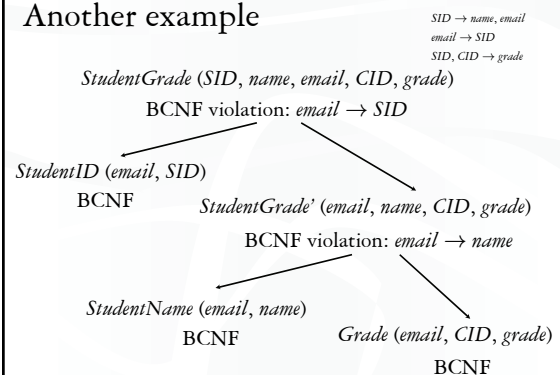 Another example
SID → name, email
email → SID
SID, CID → grade
StudentGrade (SID, name, email, CID, grade)
BCNF violation: email → SID
StudentID (email, SID)
BCNF
StudentGrade’ (email, name, CID, grade)
BCNF violation: email → name
StudentName (email, name)
BCNF
Grade (email, CID, grade)
BCNF